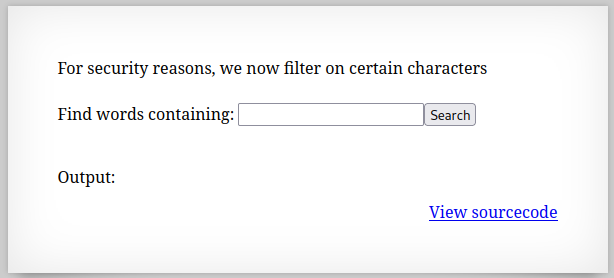 For security reasons, we now filter on certain characters
Find words containing: Search
Output:
View sourcecode